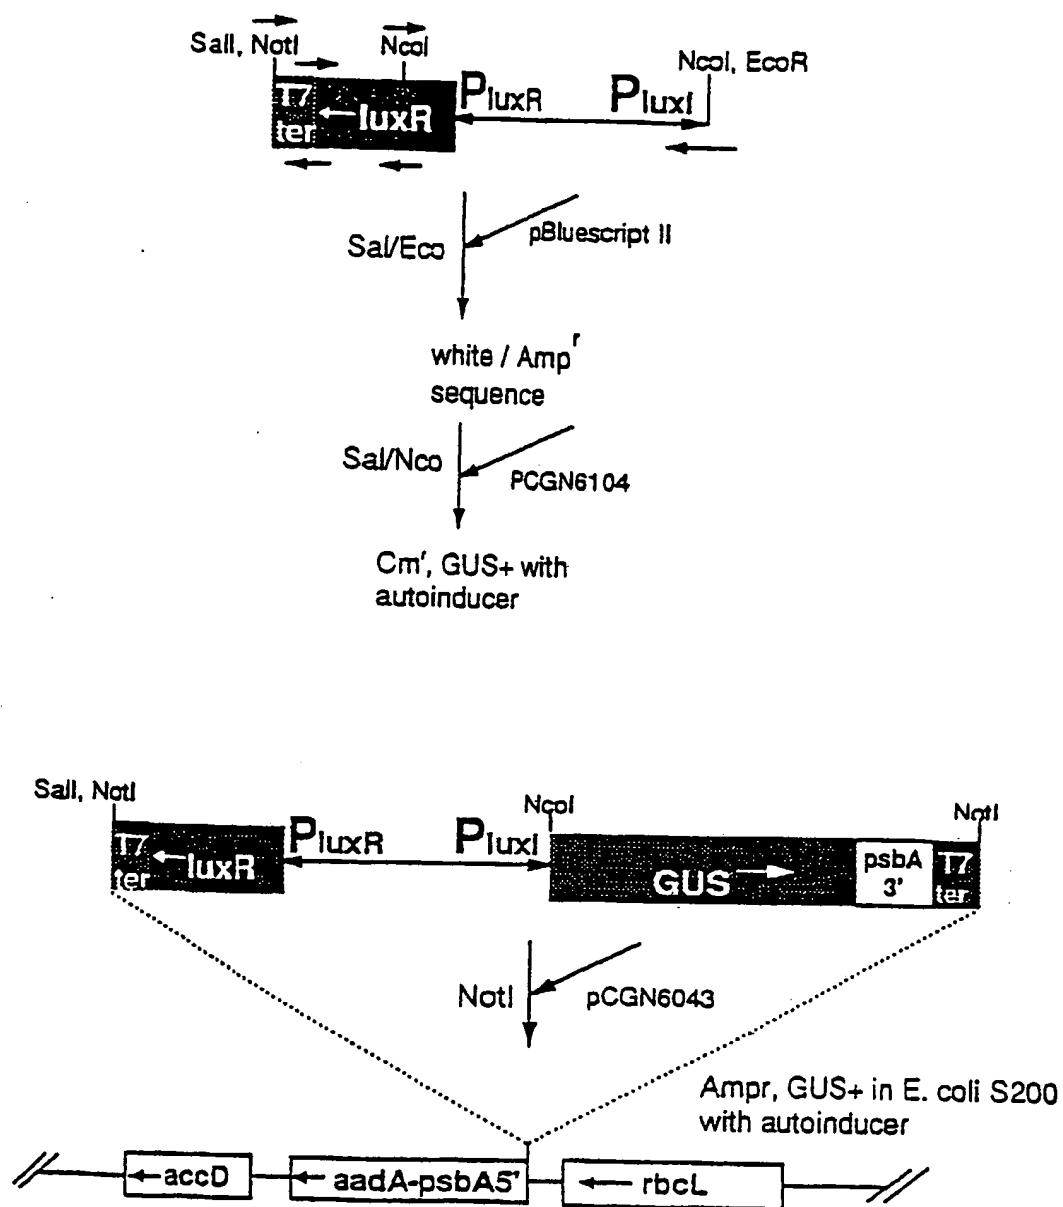 SalI, NotI
NcoI
NcoI, EcoR
T7 ter
luxR
PluxR
PluxI
Sal/Eco
pBluescript II
white / Amp^r
sequence
Sal/Nco
PCGN6104
Cm^r, GUS+ with
autoinducer
SalI, NotI
NcoI
NotI
T7 ter
luxR
PluxR
PluxI
GUS
psbA
3'
T7
ter
NotI
pCGN6043
Ampr, GUS+ in E. coli S200
with autoinducer
accD
aadA-psbA5'
rbcL